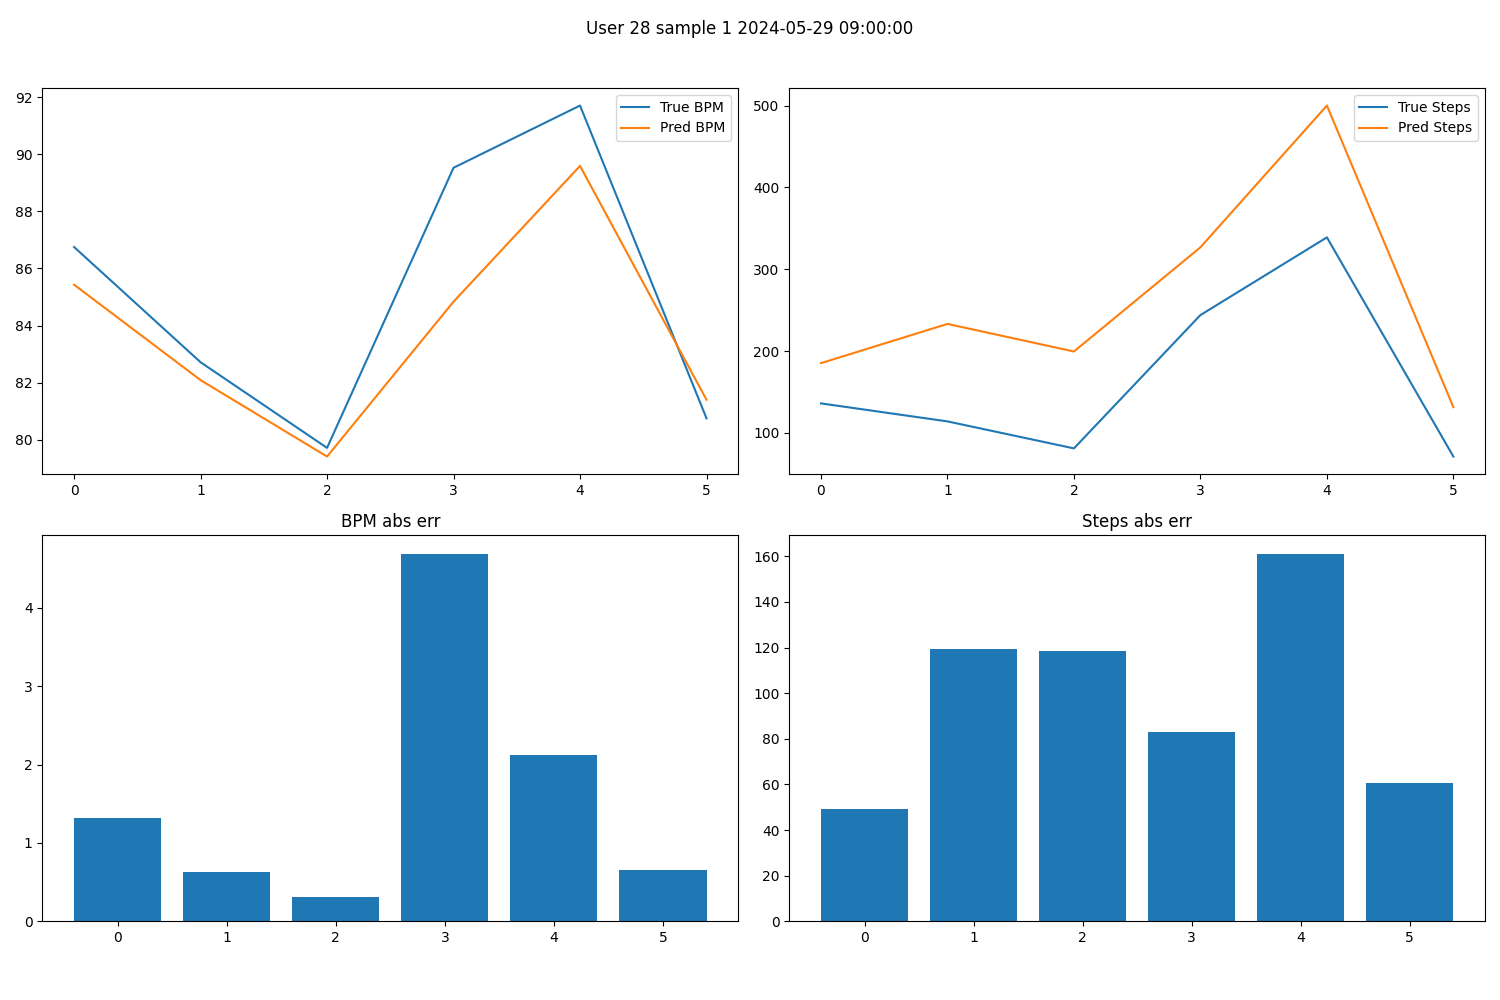 User 28 sample 1 2024-05-29 09:00:00
92
90
88
86
84
82
80
0 1 2 3 4 5
True BPM
Pred BPM
500
400
300
200
100
0 1 2 3 4 5
True Steps
Pred Steps
BPM abs err
4
3
2
1
0
0 1 2 3 4 5
Steps abs err
160
140
120
100
80
60
40
20
0
0 1 2 3 4 5